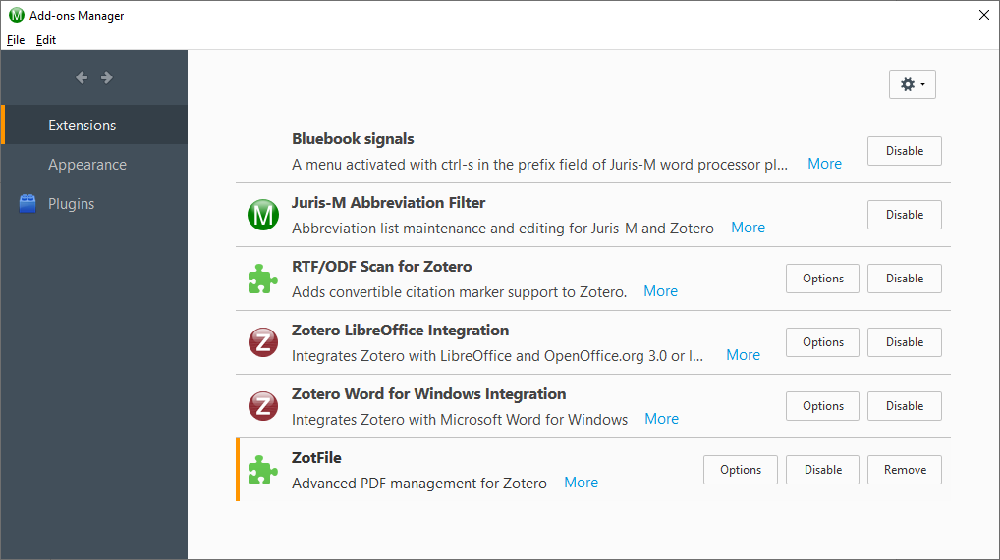 Add-ons Manager
File Edit
Extensions
Appearance
Plugins
Bluebook signals
A menu activated with ctrl-s in the prefix field of Juris-M word processor pl... More
Disable
M
Juris-M Abbreviation Filter
Abbreviation list maintenance and editing for Juris-M and Zotero More
Disable
RTF/ODF Scan for Zotero
Adds convertible citation marker support to Zotero. More
Options Disable
Z
Zotero LibreOffice Integration
Integrates Zotero with LibreOffice and OpenOffice.org 3.0 or l... More
Options Disable
Z
Zotero Word for Windows Integration
Integrates Zotero with Microsoft Word for Windows More
Options Disable
ZotFile
Advanced PDF management for Zotero More
Options Disable Remove